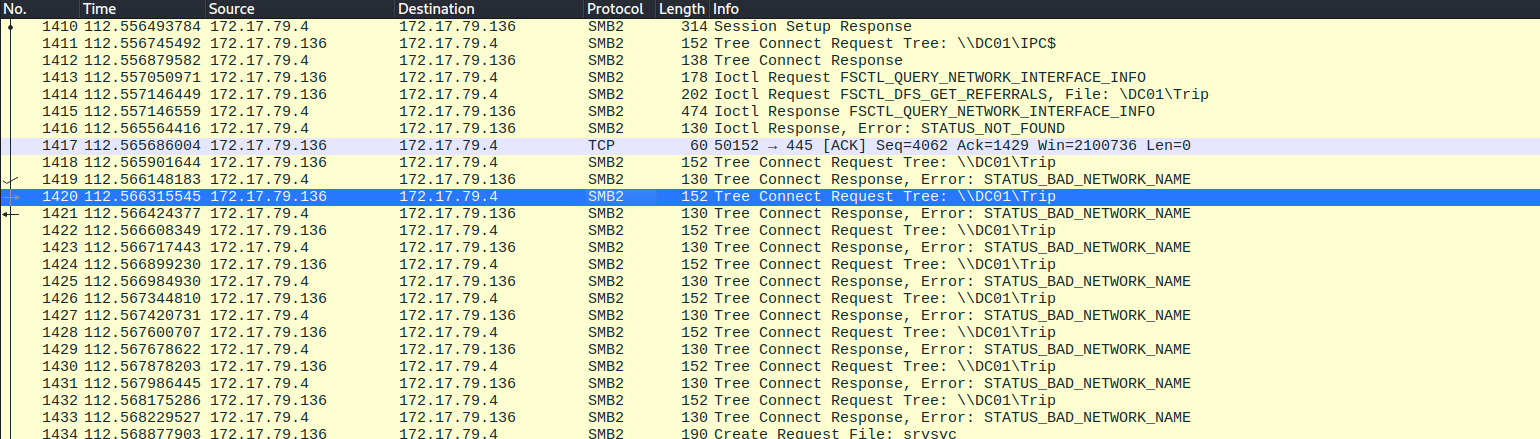 No. Time Source Destination Protocol Length Info
1410 112.556493784 172.17.79.4 172.17.79.136 SMB2 314 Session Setup Response
1411 112.556745492 172.17.79.136 172.17.79.4 SMB2 152 Tree Connect Request Tree: \\DC01\IPC$
1412 112.556879582 172.17.79.4 172.17.79.136 SMB2 138 Tree Connect Response
1413 112.557050971 172.17.79.136 172.17.79.4 SMB2 178 Ioctl Request FSCTL_QUERY_NETWORK_INTERFACE_INFO
1414 112.557146449 172.17.79.136 172.17.79.4 SMB2 202 Ioctl Request FSCTL_DFS_GET_REFERRALS, File: \DC01\Trip
1415 112.557146559 172.17.79.4 172.17.79.136 SMB2 474 Ioctl Response FSCTL_QUERY_NETWORK_INTERFACE_INFO
1416 112.565564416 172.17.79.4 172.17.79.136 SMB2 130 Ioctl Response, Error: STATUS_NOT_FOUND
1417 112.565686004 172.17.79.136 172.17.79.4 TCP 60 50152 → 445 [ACK] Seq=4062 Ack=1429 Win=2100736 Len=0
1418 112.565901644 172.17.79.136 172.17.79.4 SMB2 152 Tree Connect Request Tree: \\DC01\Trip
1419 112.566148183 172.17.79.4 172.17.79.136 SMB2 130 Tree Connect Response, Error: STATUS_BAD_NETWORK_NAME
1420 112.566315545 172.17.79.136 172.17.79.4 SMB2 152 Tree Connect Request Tree: \\DC01\Trip
1421 112.566424377 172.17.79.4 172.17.79.136 SMB2 130 Tree Connect Response, Error: STATUS_BAD_NETWORK_NAME
1422 112.566608349 172.17.79.136 172.17.79.4 SMB2 152 Tree Connect Request Tree: \\DC01\Trip
1423 112.566717443 172.17.79.4 172.17.79.136 SMB2 130 Tree Connect Response, Error: STATUS_BAD_NETWORK_NAME
1424 112.566899230 172.17.79.136 172.17.79.4 SMB2 152 Tree Connect Request Tree: \\DC01\Trip
1425 112.566984930 172.17.79.4 172.17.79.136 SMB2 130 Tree Connect Response, Error: STATUS_BAD_NETWORK_NAME
1426 112.567344810 172.17.79.136 172.17.79.4 SMB2 152 Tree Connect Request Tree: \\DC01\Trip
1427 112.567420731 172.17.79.4 172.17.79.136 SMB2 130 Tree Connect Response, Error: STATUS_BAD_NETWORK_NAME
1428 112.567600707 172.17.79.136 172.17.79.4 SMB2 152 Tree Connect Request Tree: \\DC01\Trip
1429 112.567678622 172.17.79.4 172.17.79.136 SMB2 130 Tree Connect Response, Error: STATUS_BAD_NETWORK_NAME
1430 112.567878203 172.17.79.136 172.17.79.4 SMB2 152 Tree Connect Request Tree: \\DC01\Trip
1431 112.567986445 172.17.79.4 172.17.79.136 SMB2 130 Tree Connect Response, Error: STATUS_BAD_NETWORK_NAME
1432 112.568175286 172.17.79.136 172.17.79.4 SMB2 152 Tree Connect Request Tree: \\DC01\Trip
1433 112.568229527 172.17.79.4 172.17.79.136 SMB2 130 Tree Connect Response, Error: STATUS_BAD_NETWORK_NAME
1434 112.568877903 172.17.79.136 172.17.79.4 SMB2 190 Create Request File: srvsvc